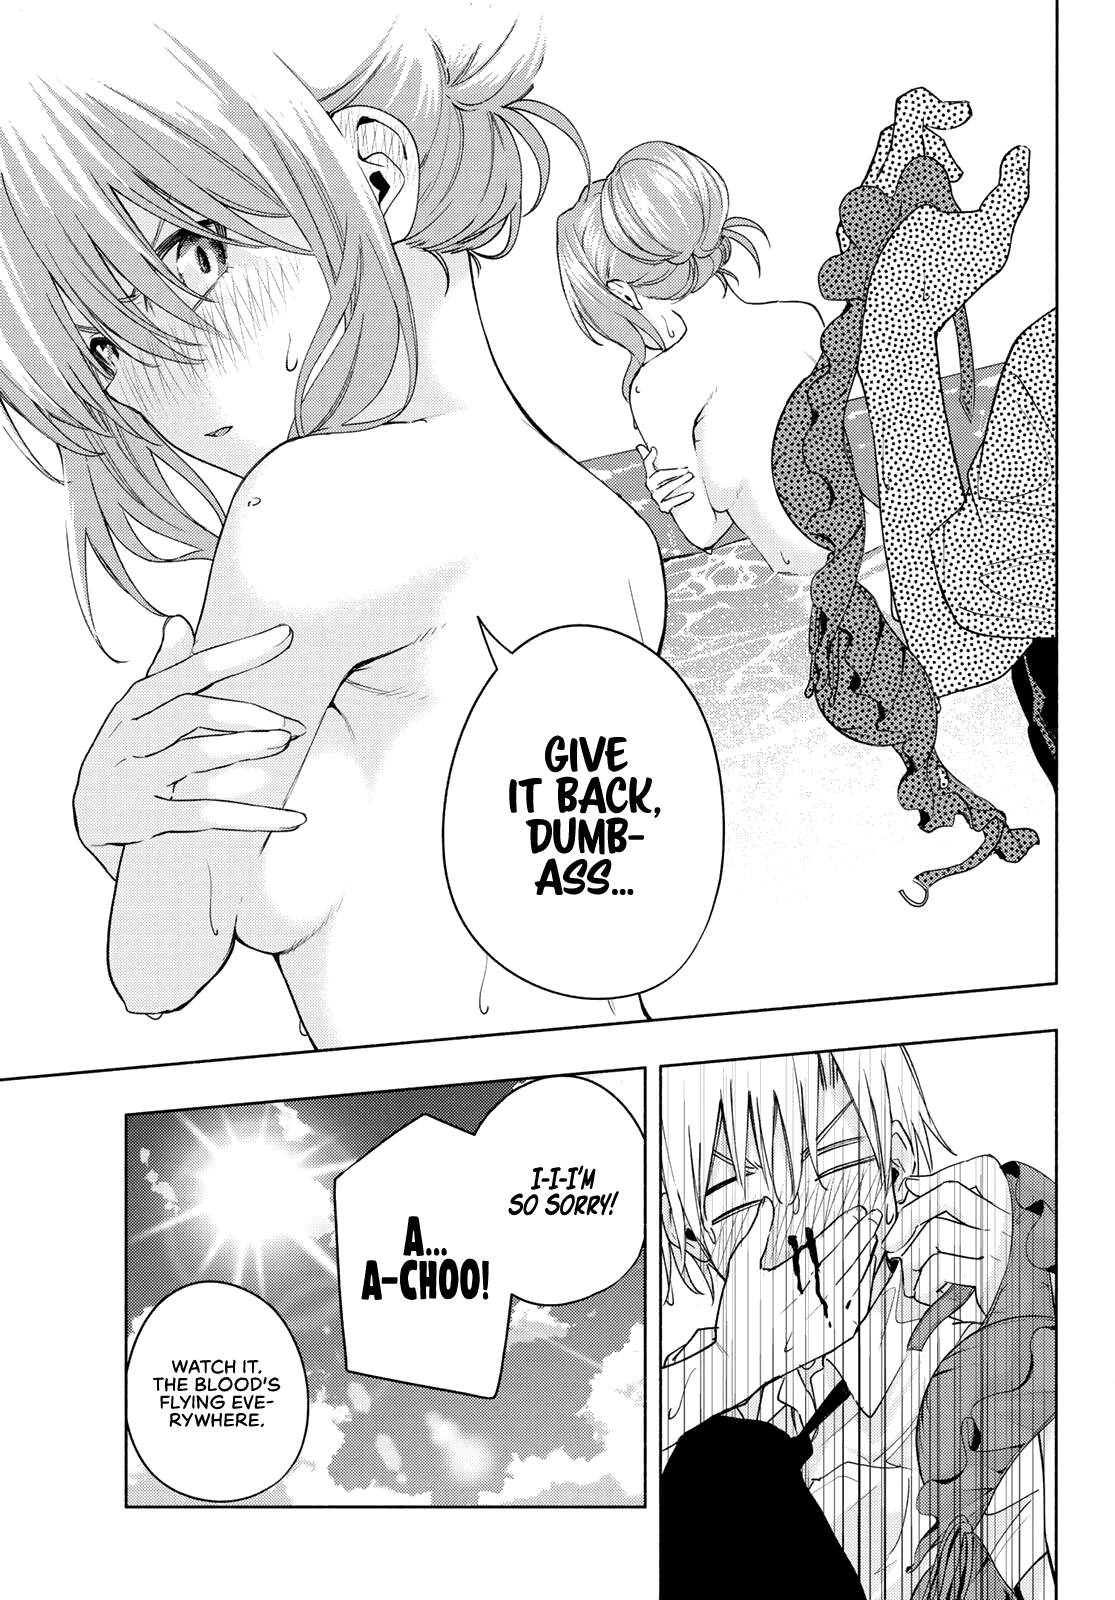 GIVE
IT BACK,
DUMB-
ASS...
I-I-I'M
SO SORRY!
A...
A-CHOO!
WATCH IT.
THE BLOOD'S
FLYING EVE-
RYWHERE.